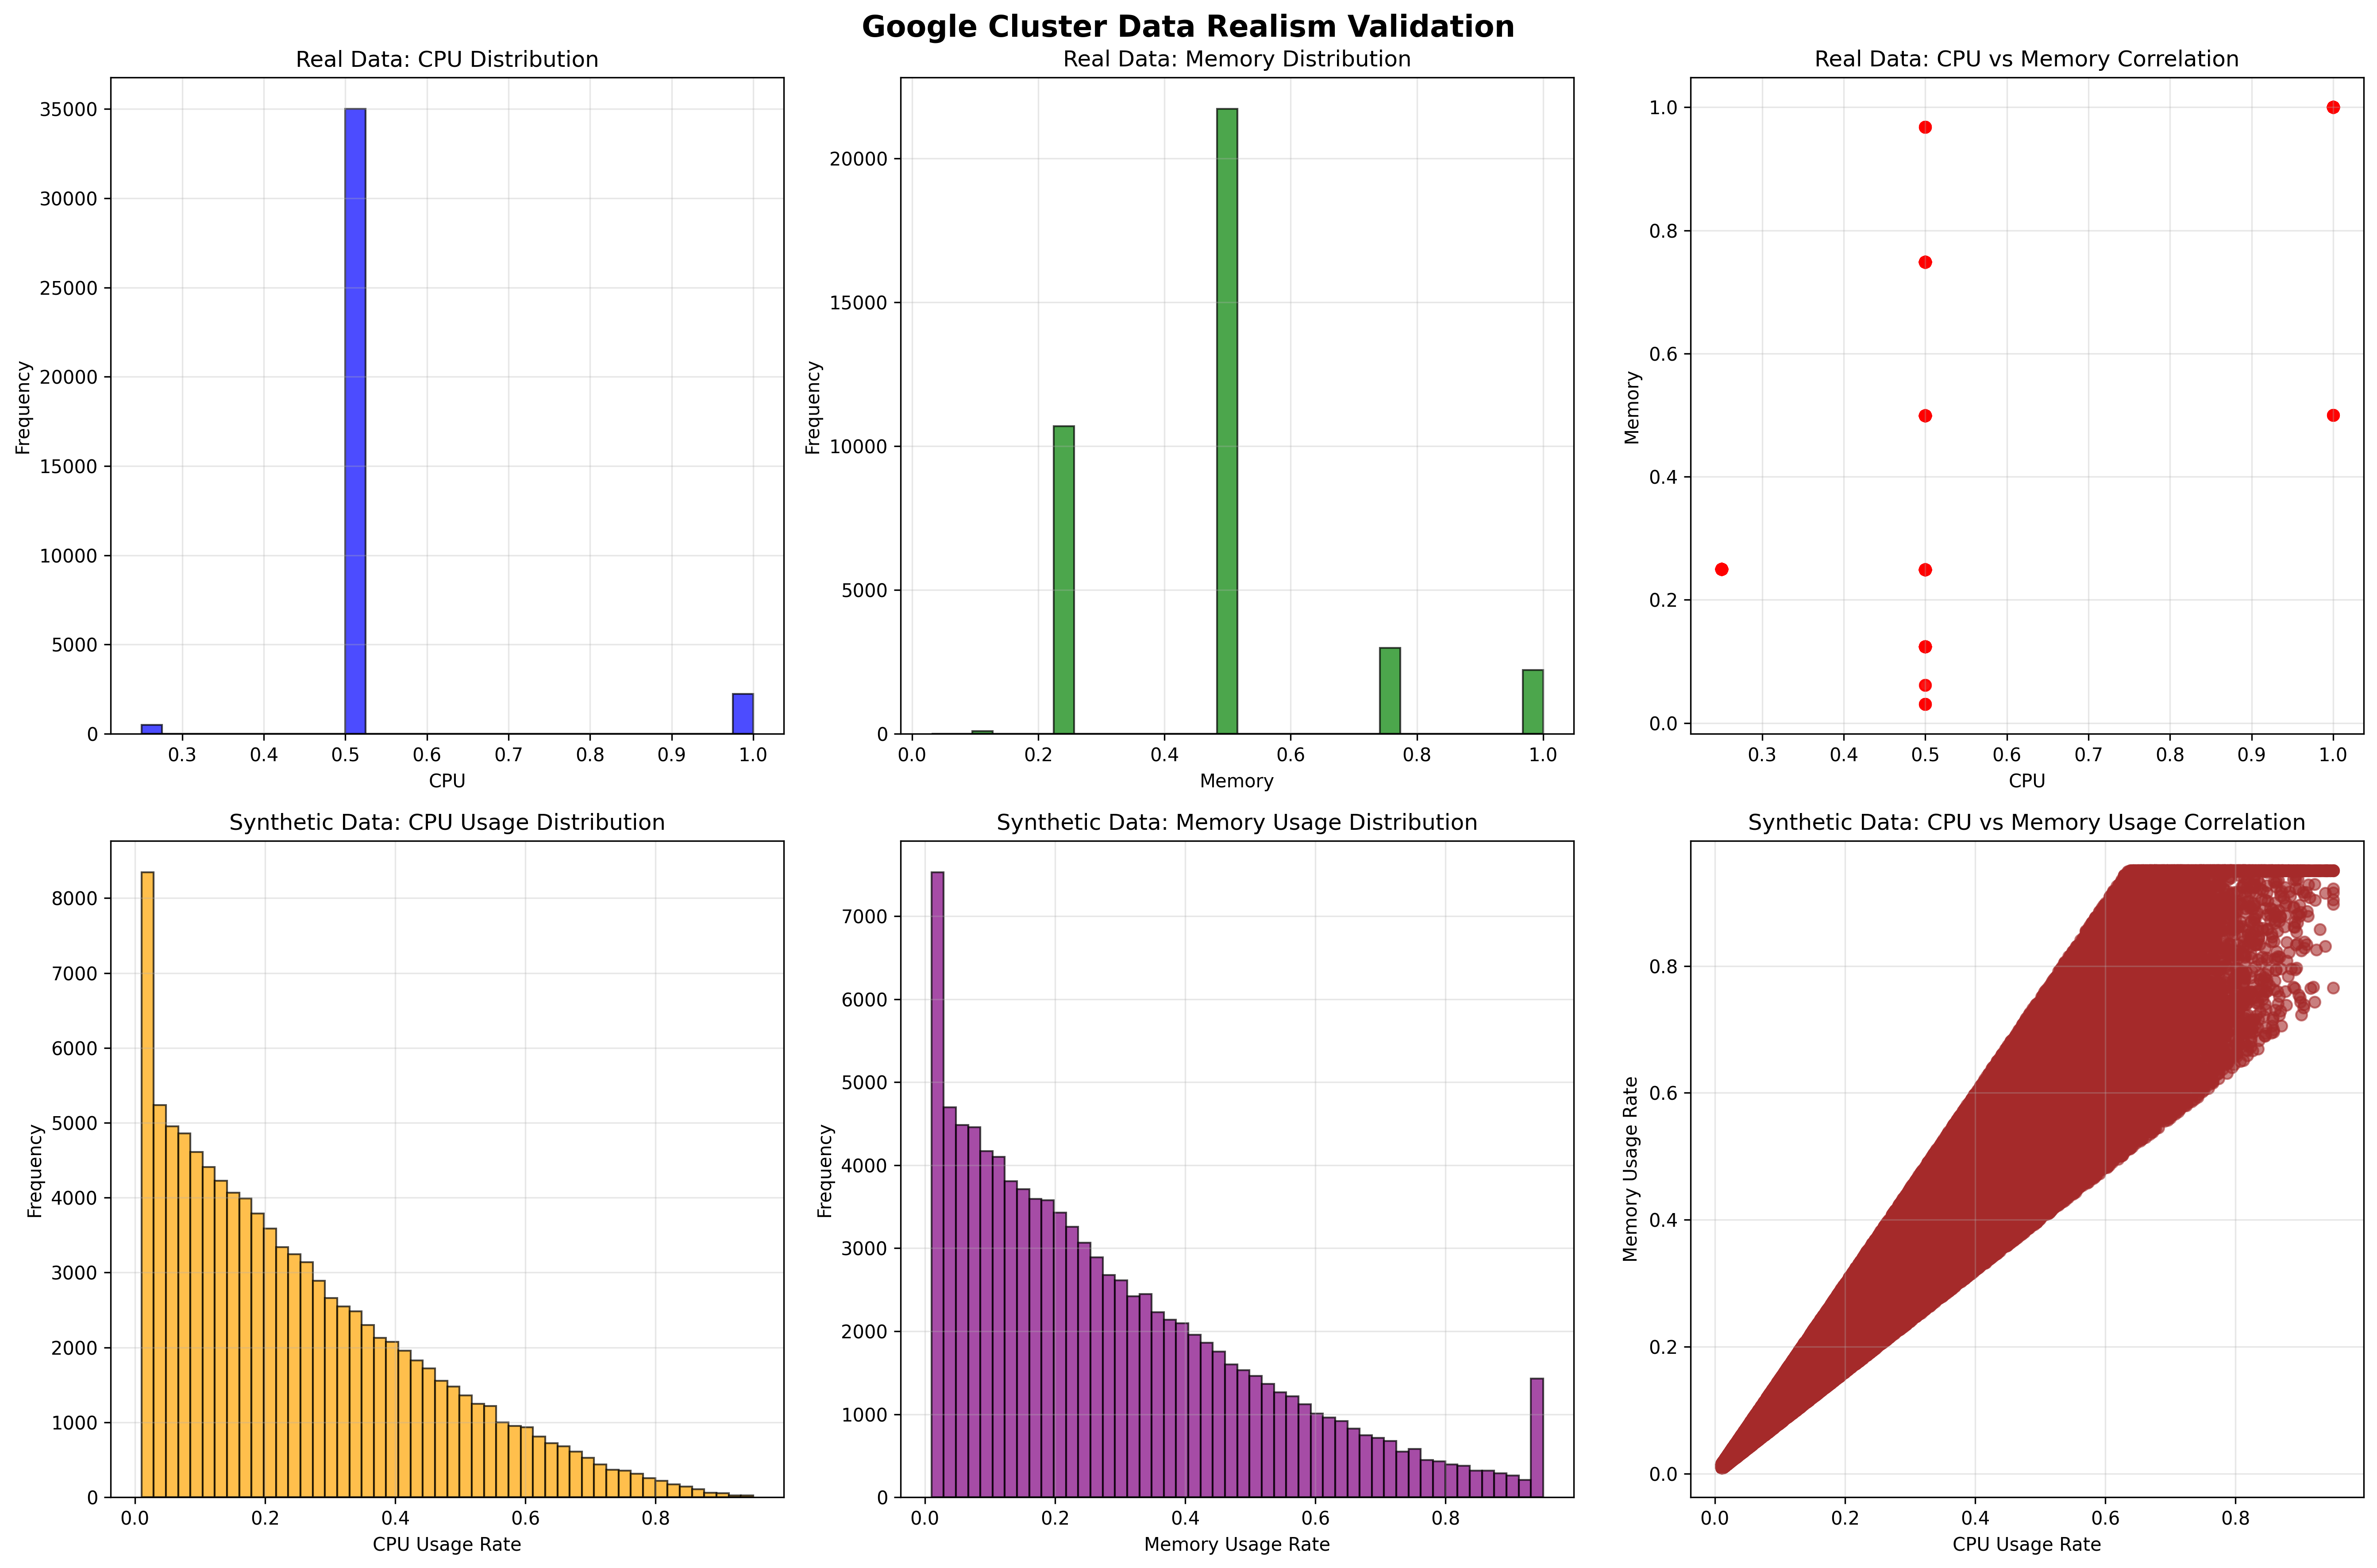 Google Cluster Data Realism Validation
Real Data: CPU Distribution
35000
30000
25000
20000
15000
10000
5000
0
0.3 0.4 0.5 0.6 0.7 0.8 0.9 1.0
CPU
Frequency
Real Data: Memory Distribution
20000
15000
10000
5000
0
0.0 0.2 0.4 0.6 0.8 1.0
Memory
Frequency
Real Data: CPU vs Memory Correlation
1.0
0.8
0.6
0.4
0.2
0.0
0.3 0.4 0.5 0.6 0.7 0.8 0.9 1.0
CPU
Memory
Synthetic Data: CPU Usage Distribution
8000
7000
6000
5000
4000
3000
2000
1000
0
0.0 0.2 0.4 0.6 0.8
CPU Usage Rate
Frequency
Synthetic Data: Memory Usage Distribution
7000
6000
5000
4000
3000
2000
1000
0
0.0 0.2 0.4 0.6 0.8
Memory Usage Rate
Frequency
Synthetic Data: CPU vs Memory Usage Correlation
0.8
0.6
0.4
0.2
0.0
0.0 0.2 0.4 0.6 0.8
CPU Usage Rate
Memory Usage Rate